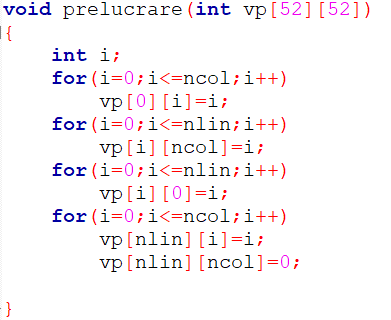 void prelucrare(int vp[52][52])
{
    int i;
    for(i=0;i<=ncol;i++)
        vp[0][i]=i;
    for(i=0;i<=nlin;i++)
        vp[i][ncol]=i;
    for(i=0;i<=nlin;i++)
        vp[i][0]=i;
    for(i=0;i<=ncol;i++)
        vp[nlin][i]=i;
        vp[nlin][ncol]=0;
}